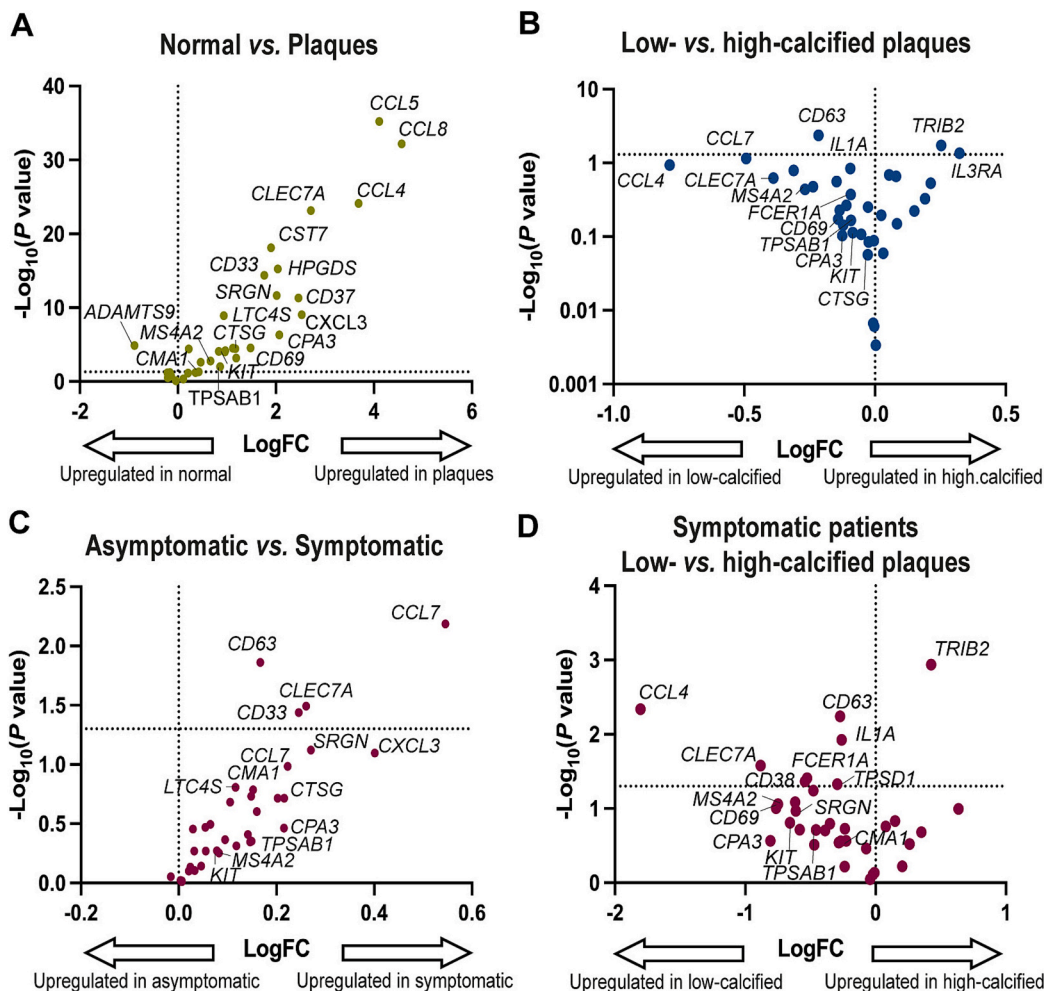 A
Normal vs. Plaques
-Log10(P value)
40
30
20
10
0
-2
0
2
4
6
CCL5
CCL8
CCL4
CLEC7A
CST7
CD33
HPGDS
SRGN
CD37
ADAMTS9
LTC4S
CXCL3
MS4A2
CTSG
CPA3
CMA1
CD69
KIT
TPSAB1
LogFC
Upregulated in normal
Upregulated in plaques
B
Low- vs. high-calcified plaques
-Log10(P value)
10
1
0.1
0.01
0.001
-1.0
-0.5
0.0
0.5
CD63
TRIB2
CCL7
IL1A
CCL4
CLEC7A
IL3RA
MS4A2
FCER1A
CD69
TPSAB1
CPA3
KIT
CTSG
LogFC
Upregulated in low-calcified
Upregulated in high.calcified
C
Asymptomatic vs. Symptomatic
-Log10(P value)
2.5
2.0
1.5
1.0
0.5
0.0
-0.2
0.0
0.2
0.4
0.6
CCL7
CD63
CLEC7A
CD33
SRGN
CXCL3
CCL7
CMA1
LTC4S
CTSG
CPA3
TPSAB1
MS4A2
KIT
LogFC
Upregulated in asymptomatic
Upregulated in symptomatic
D
Symptomatic patients
Low- vs. high-calcified plaques
-Log10(P value)
4
3
2
1
0
-2
-1
0
1
TRIB2
CCL4
CD63
IL1A
CLEC7A
FCER1A
CD38
TPSD1
MS4A2
SRGN
CD69
CPA3
CMA1
KIT
TPSAB1
LogFC
Upregulated in low-calcified
Upregulated in high-calcified